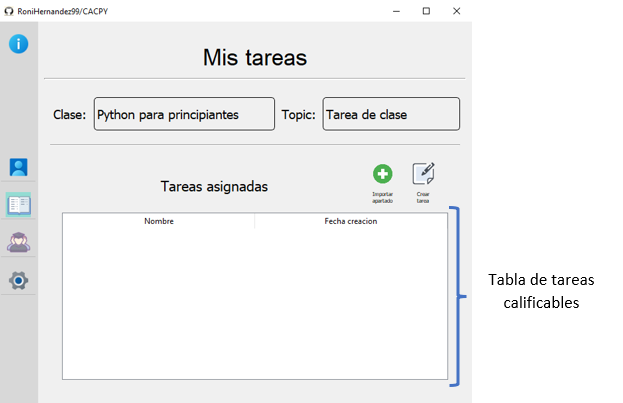 RoniHernandez99/CACPY
Mis tareas
Clase: Python para principiantes Topic: Tarea de clase
Tareas asignadas
Importar
apartado
Crear
tarea
Nombre Fecha creacion
Tabla de tareas
calificables